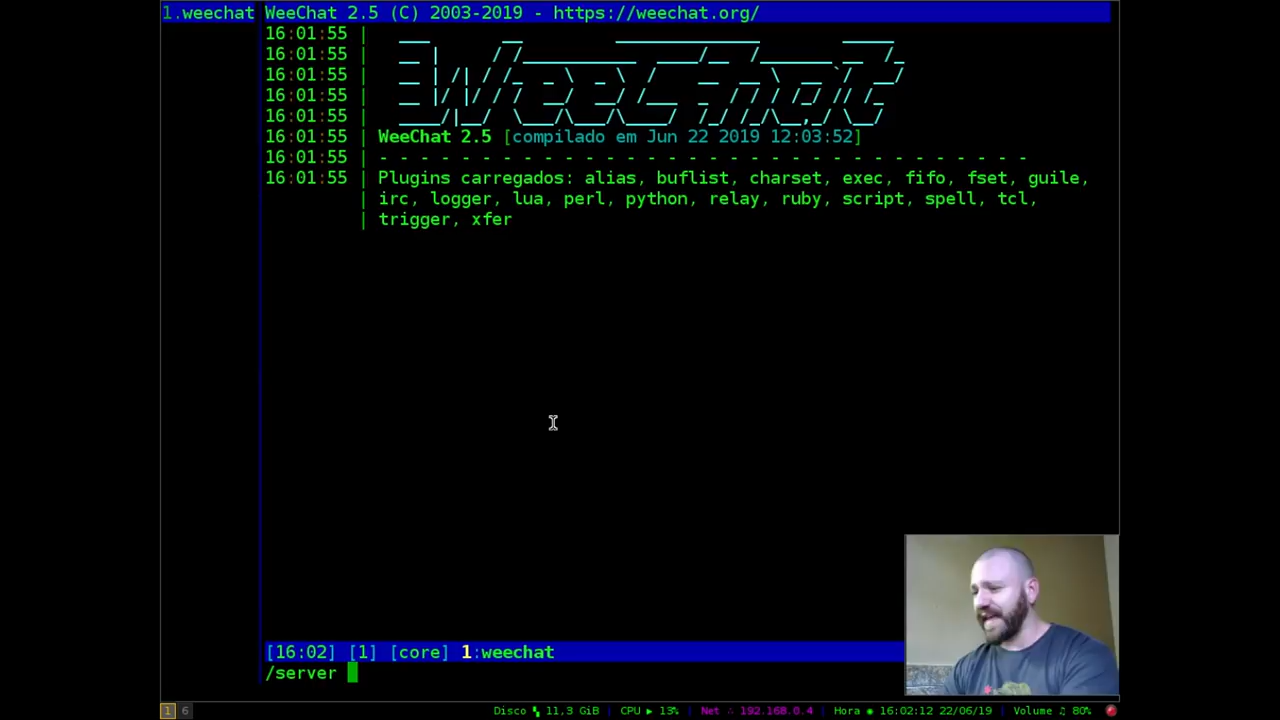 1.weechat
WeeChat 2.5 (C) 2003-2019 - https://weechat.org/
16:01:55 |
16:01:55 |
16:01:55 |
16:01:55 |
16:01:55 |
WeeChat
16:01:55 | WeeChat 2.5 [compilado em Jun 22 2019 12:03:52]
16:01:55 | - - - - - - - - - - - - - - - - - - - - - - - - - - - - - - - -
16:01:55 | Plugins carregados: alias, buflist, charset, exec, fifo, fset, guile,
| irc, logger, lua, perl, python, relay, ruby, script, spell, tcl,
| trigger, xfer
[16:02] [1] [core] 1:weechat
/server
1 6 Disco 11,3 GiB | CPU ▶ 13% | Net ∴ 192.168.0.4 | Hora ◉ 16:02:12 22/06/19 | Volume ♫ 80%